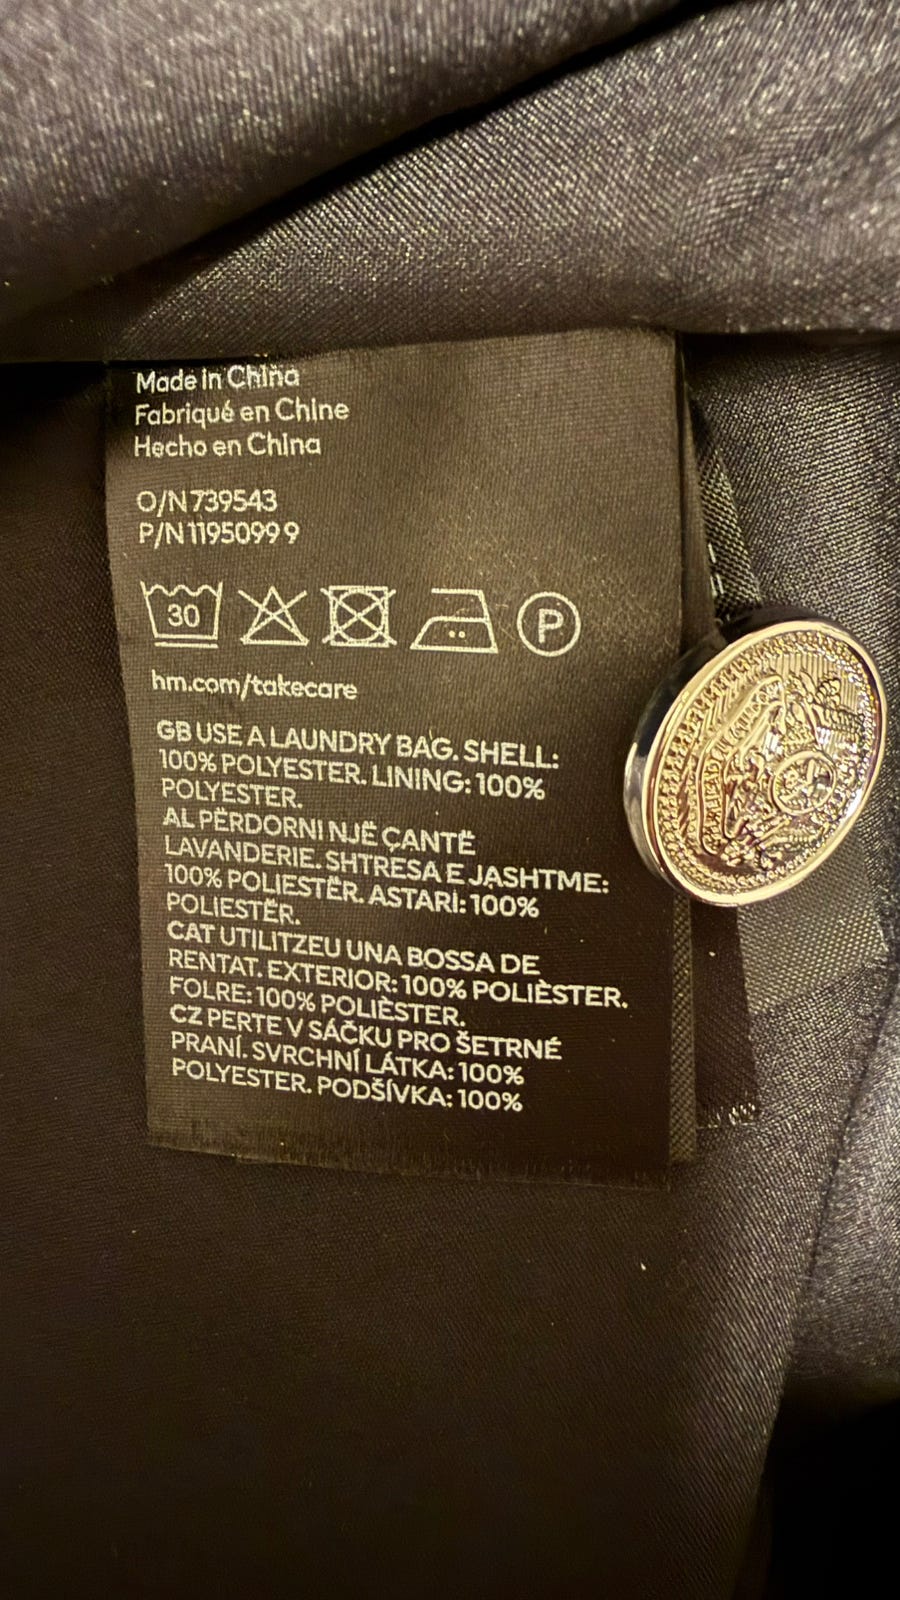 Made in China
Fabriqué en Chine
Hecho en China
O/N 739543
P/N 11950999
30
P
hm.com/takecare
GB USE A LAUNDRY BAG. SHELL:
100% POLYESTER. LINING: 100%
POLYESTER.
AL PËRDORNI NJË ÇANTË
LAVANDERIE. SHTRESA E JASHTME:
100% POLIESTËR. ASTARI: 100%
POLIESTËR.
CAT UTILITZEU UNA BOSSA DE
RENTAT. EXTERIOR: 100% POLIÈSTER.
FOLRE: 100% POLIÈSTER.
CZ PERTE V SÁČKU PRO ŠETRNÉ
PRANÍ. SVRCHNÍ LÁTKA: 100%
POLYESTER. PODŠÍVKA: 100%